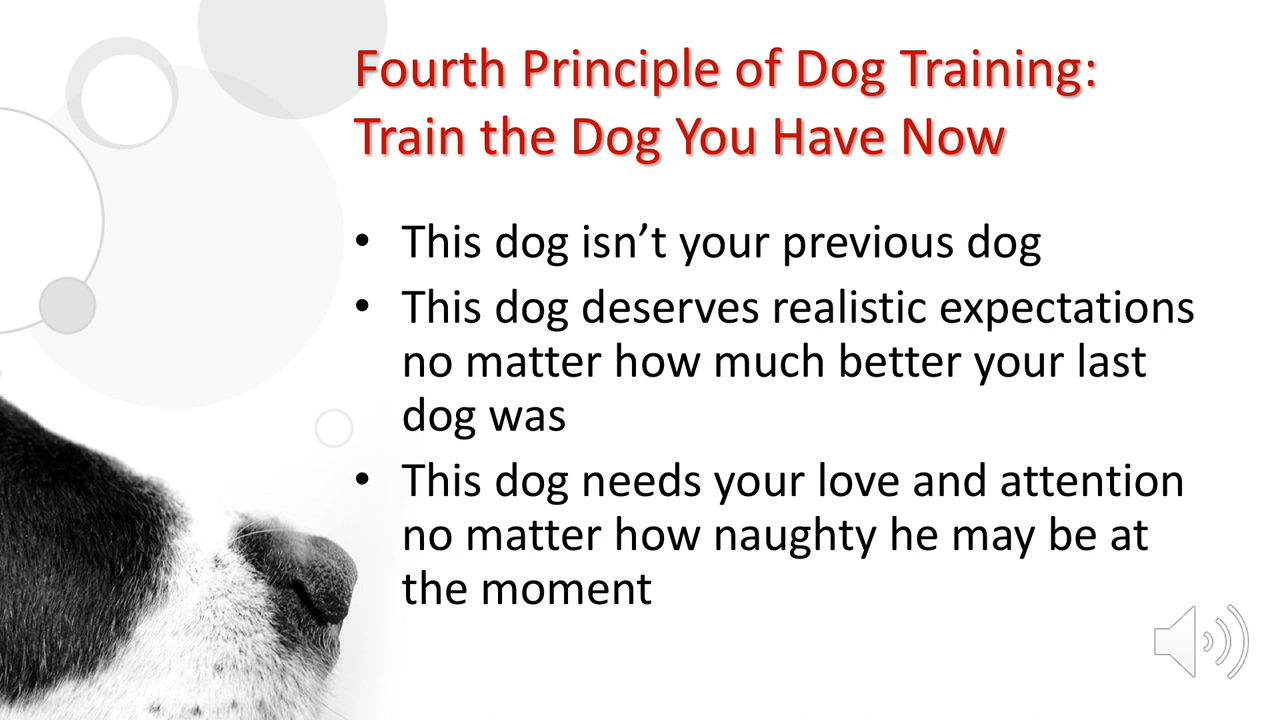 Fourth Principle of Dog Training:
Train the Dog You Have Now
• This dog isn’t your previous dog
• This dog deserves realistic expectations
no matter how much better your last
dog was
• This dog needs your love and attention
no matter how naughty he may be at
the moment